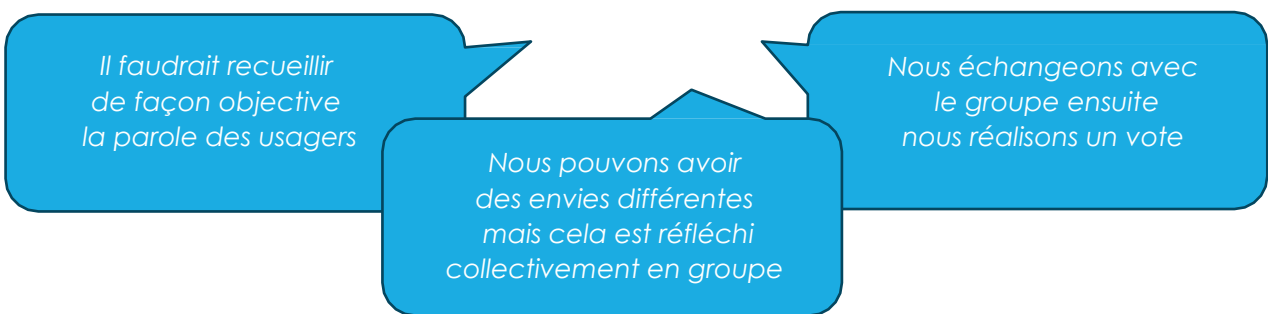 Il faudrait recueillir
de façon objective
la parole des usagers
Nous pouvons avoir
des envies différentes
mais cela est réfléchi
collectivement en groupe
Nous échangeons avec
le groupe ensuite
nous réalisons un vote